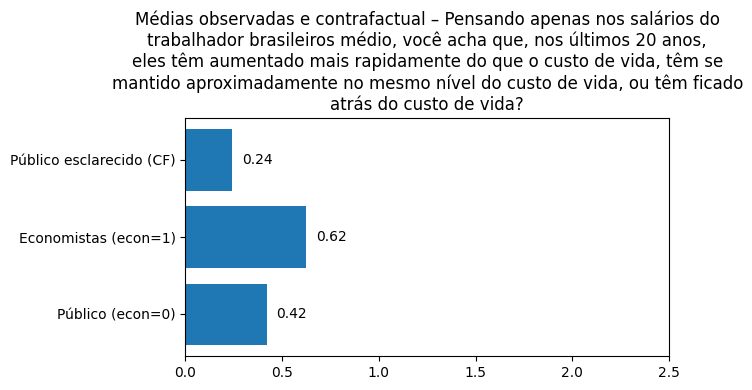 Médias observadas e contrafactual – Pensando apenas nos salários do
trabalhador brasileiros médio, você acha que, nos últimos 20 anos,
eles têm aumentado mais rapidamente do que o custo de vida, têm se
mantido aproximadamente no mesmo nível do custo de vida, ou têm ficado
atrás do custo de vida?
Público esclarecido (CF)
0.24
Economistas (econ=1)
0.62
Público (econ=0)
0.42
0.0 0.5 1.0 1.5 2.0 2.5